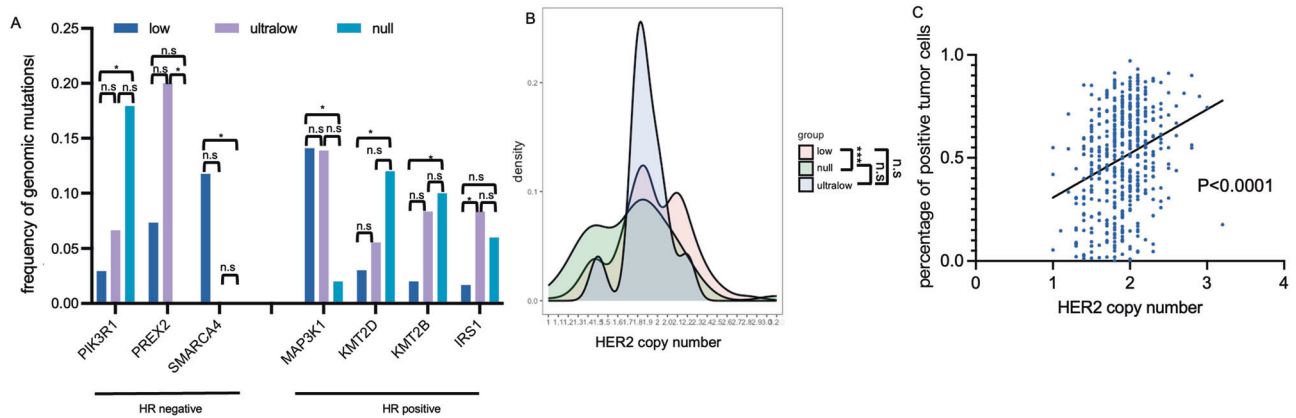 A
low
ultralow
null
frequency of genomic mutations(
0.25
0.20
0.15
0.10
0.05
0.00
n.s
*
n.s
*
n.s
n.s
*
n.s
n.s
*
n.s
n.s
*
n.s
n.s
*
n.s
n.s
n.s
*
n.s
PIK3R1
PREX2
SMARCA4
MAP3K1
KMT2D
KMT2B
IRS1
HR negative
HR positive
B
density
0.2
0.1
0.0
HER2 copy number
group
low
null
ultralow
***
n.s
n.s
C
percentage of positive tumor cells
1.0
0.5
0.0
P<0.0001
0 1 2 3 4
HER2 copy number